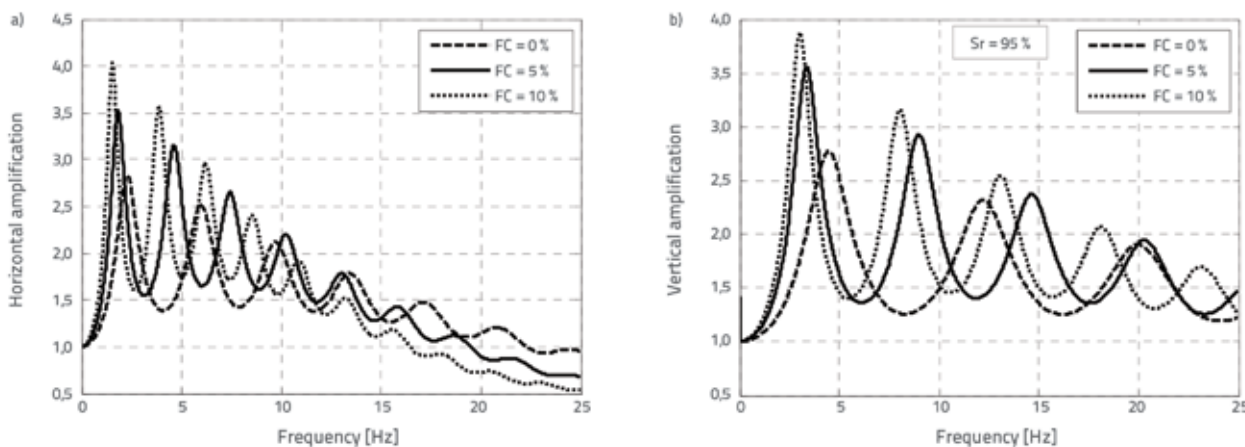 a)
4,5
4,0
3,5
3,0
2,5
2,0
1,5
1,0
0,5
Horizontal amplification
FC = 0 %
FC = 5 %
FC = 10 %
0 5 10 15 20 25
Frequency [Hz]
b)
4,0
3,5
3,0
2,5
2,0
1,5
1,0
0,5
Vertical amplification
Sr = 95 %
FC = 0 %
FC = 5 %
FC = 10 %
0 5 10 15 20 25
Frequency [Hz]